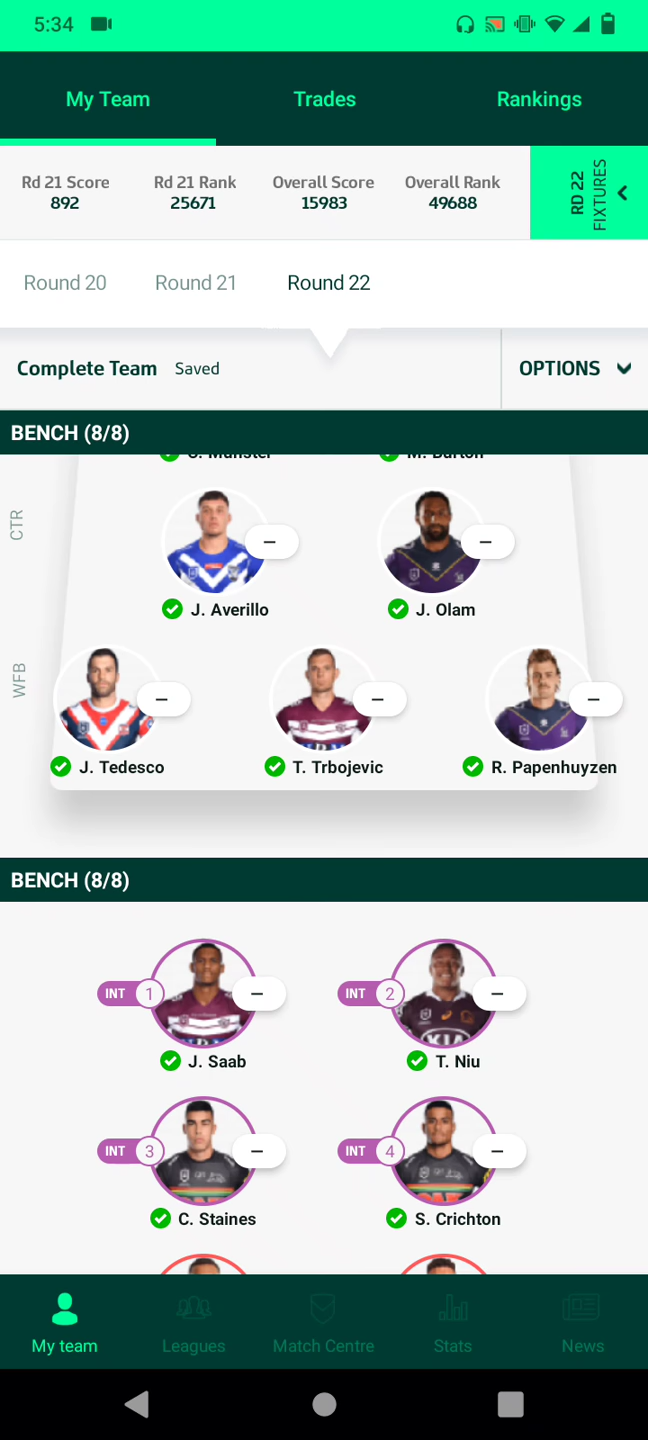 5:34
My Team
Trades
Rankings
Rd 21 Score
892
Rd 21 Rank
25671
Overall Score
15983
Overall Rank
49688
RD 22
FIXTURES
Round 20
Round 21
Round 22
Complete Team
Saved
OPTIONS
BENCH (8/8)
C. Munster
M. Burton
CTR
J. Averillo
J. Olam
WFB
J. Tedesco
T. Trbojevic
R. Papenhuyzen
BENCH (8/8)
INT 1
INT 2
KIA
J. Saab
T. Niu
INT 3
INT 4
C. Staines
S. Crichton
My team
Leagues
Match Centre
Stats
News